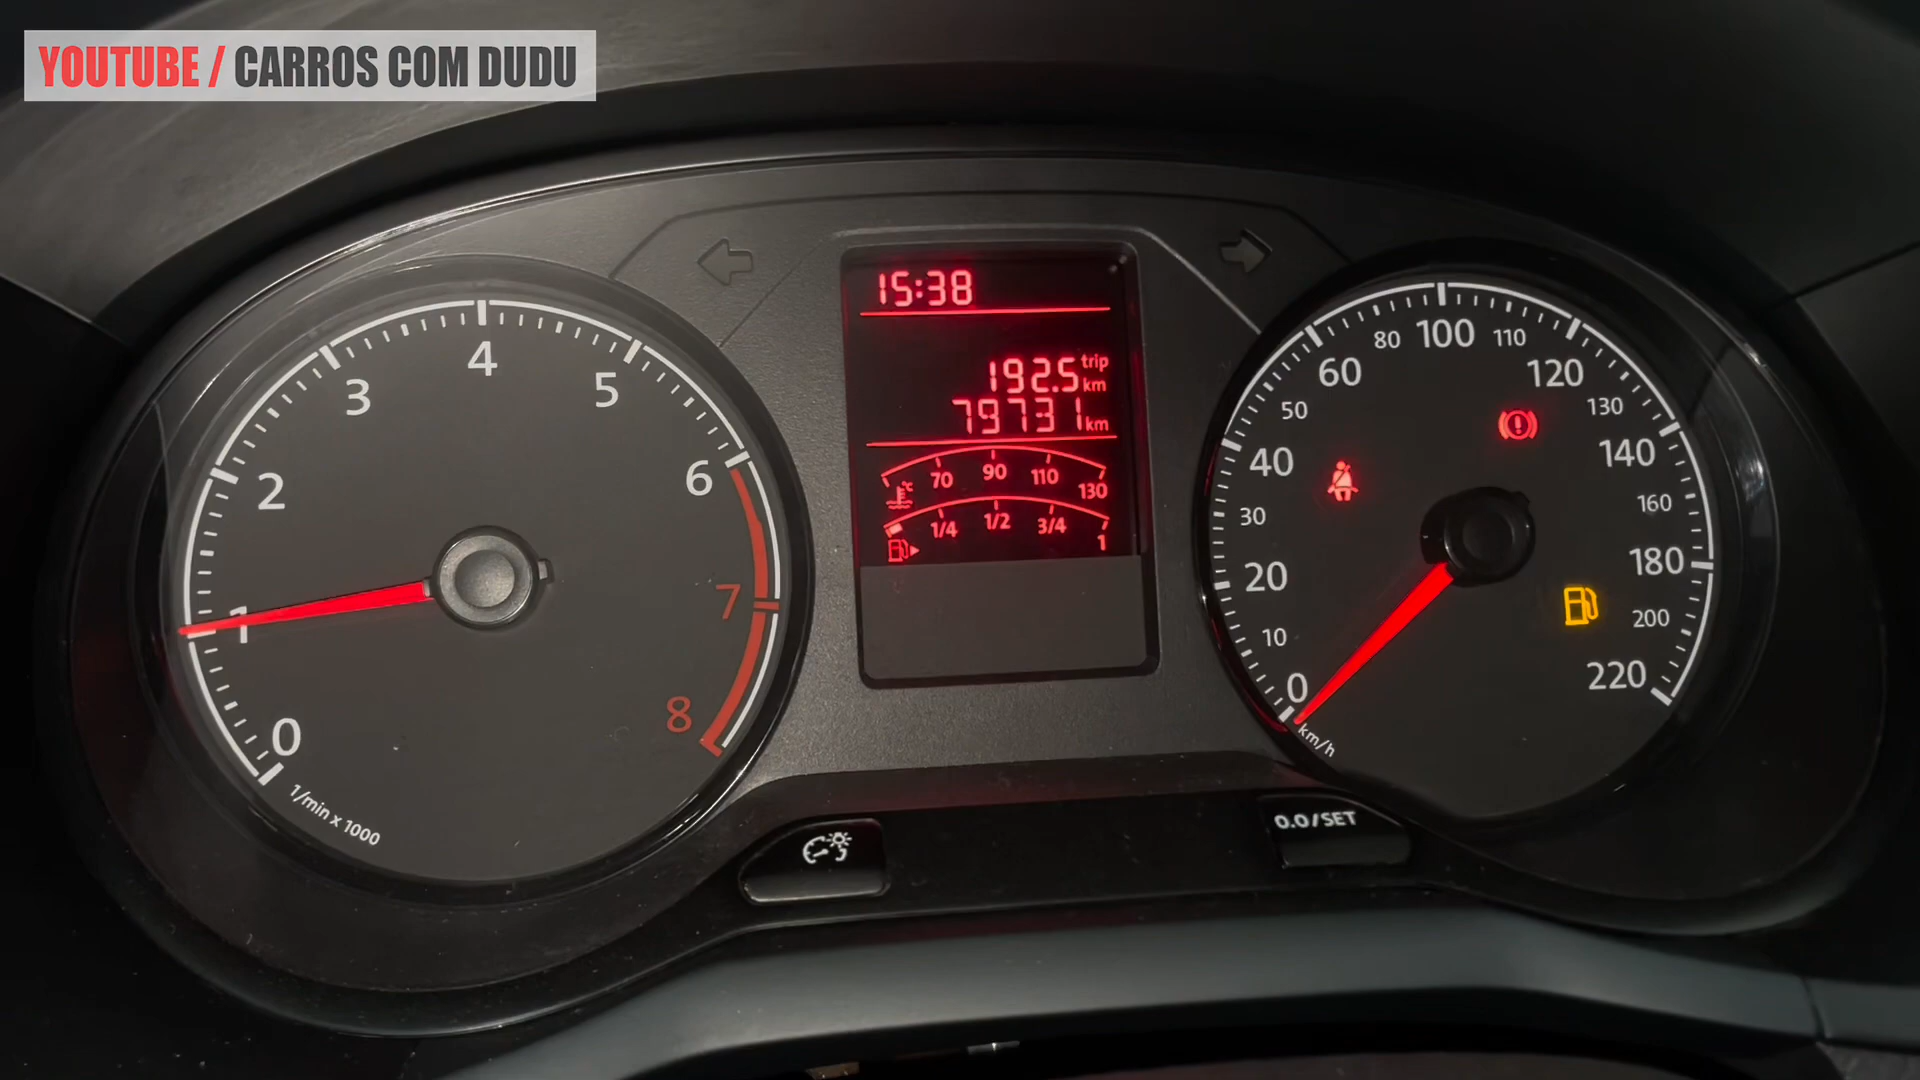 YOUTUBE / CARROS COM DUDU
15:38
192.5 trip km
79731 km
70 90 110 130
°C
1/4 1/2 3/4 1
0 1 2 3 4 5 6 7 8
1/min x 1000
0 10 20 30 40 50 60 80 100 110 120 130 140 160 180 200 220
km/h
0.0/SET